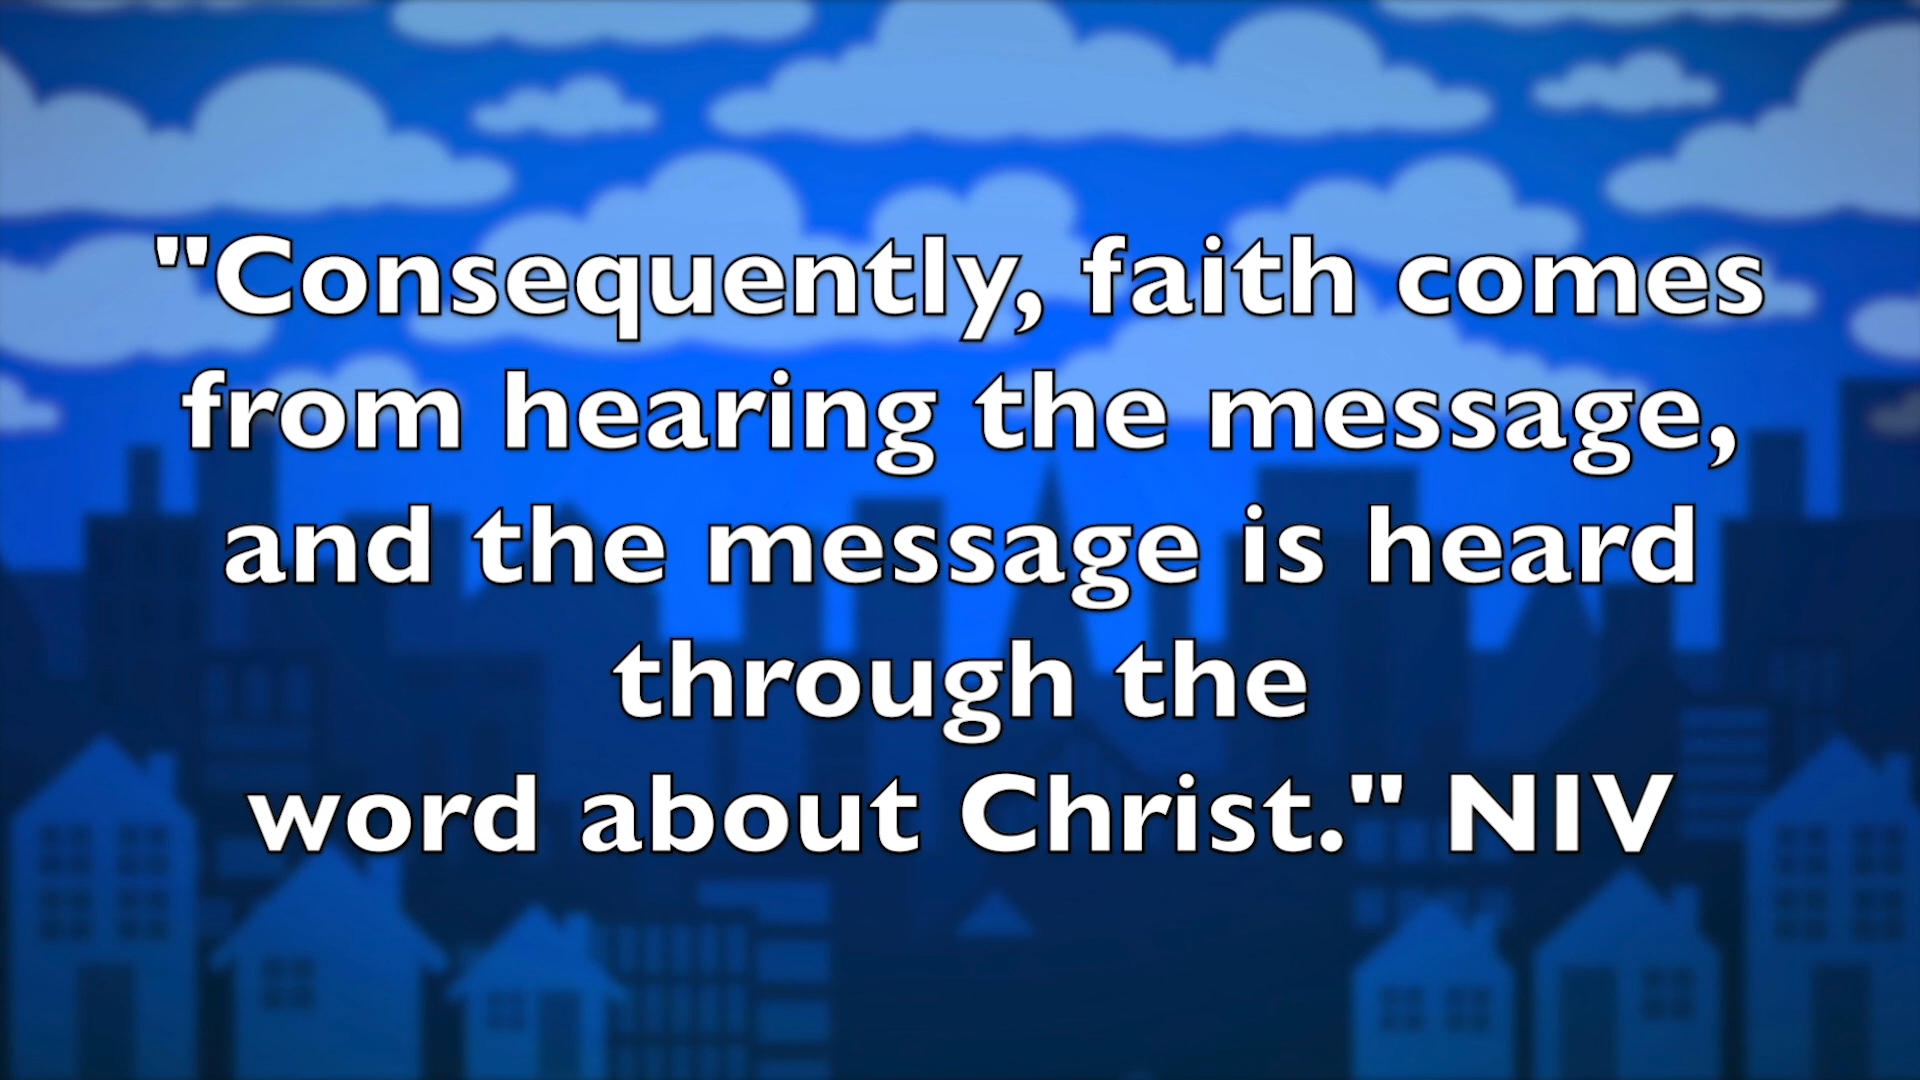 "Consequently, faith comes
from hearing the message,
and the message is heard
through the
word about Christ." NIV